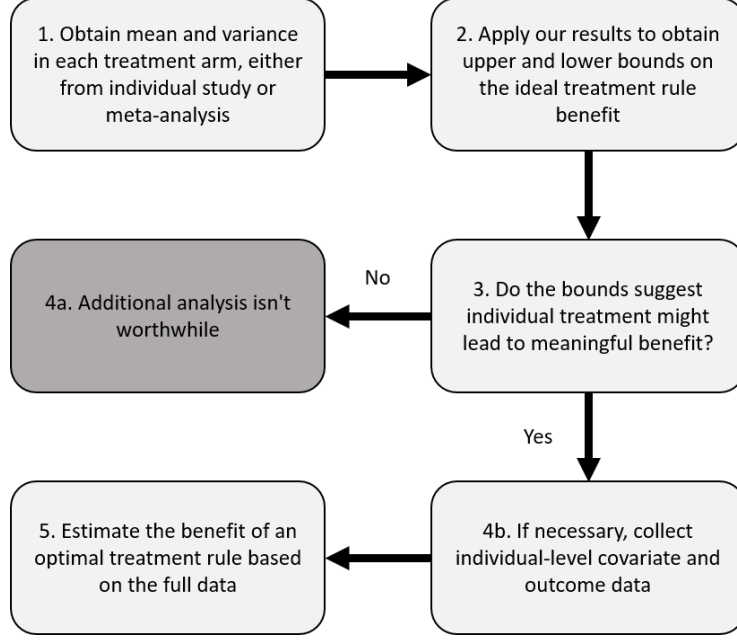 1. Obtain mean and variance
in each treatment arm, either
from individual study or
meta-analysis
2. Apply our results to obtain
upper and lower bounds on
the ideal treatment rule
benefit
3. Do the bounds suggest
individual treatment might
lead to meaningful benefit?
No
4a. Additional analysis isn't
worthwhile
Yes
4b. If necessary, collect
individual-level covariate and
outcome data
5. Estimate the benefit of an
optimal treatment rule based
on the full data